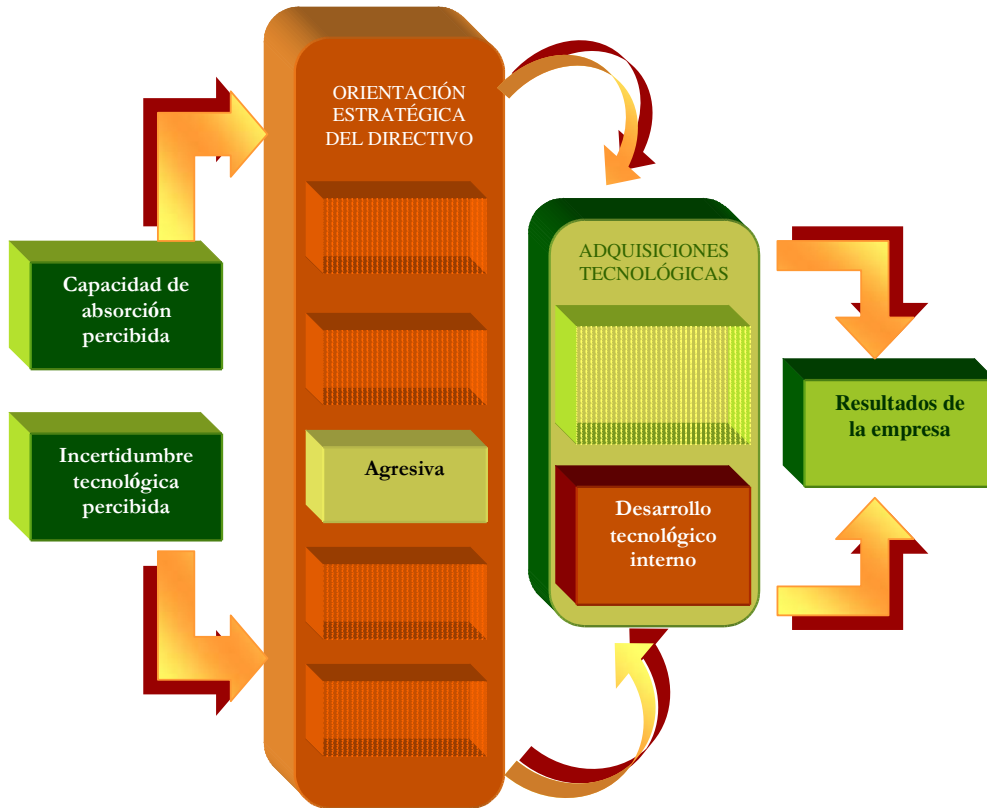 ORIENTACIÓN
ESTRATÉGICA
DEL DIRECTIVO
Capacidad de
absorción
percibida
Incertidumbre
tecnológica
percibida
Agresiva
ADQUISICIONES
TECNOLÓGICAS
Desarrollo
tecnológico
interno
Resultados de
la empresa